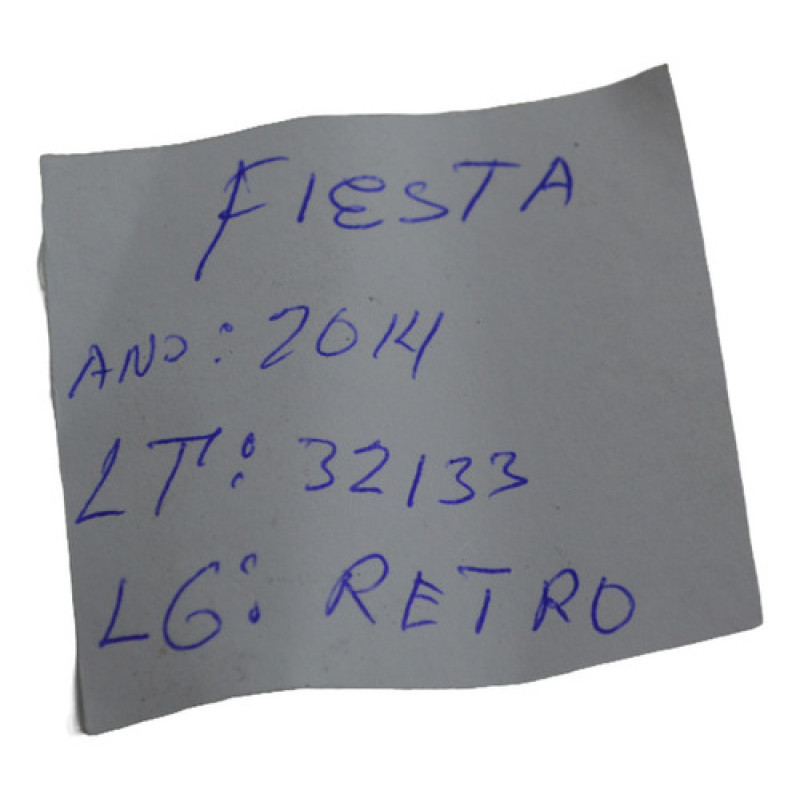 FIESTA
ANO: 2014
LT: 32133
LG: RETRO